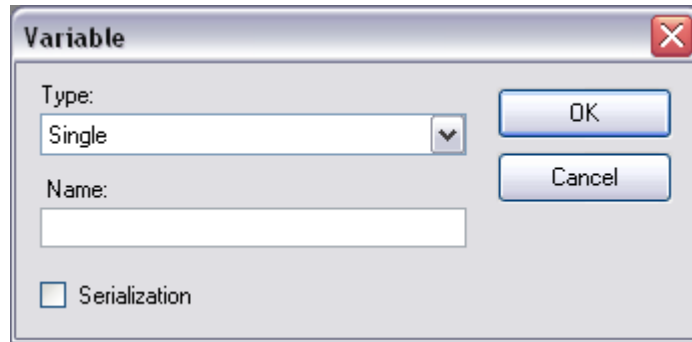 Variable
Type:
Single
OK
Name:
Cancel
Serialization